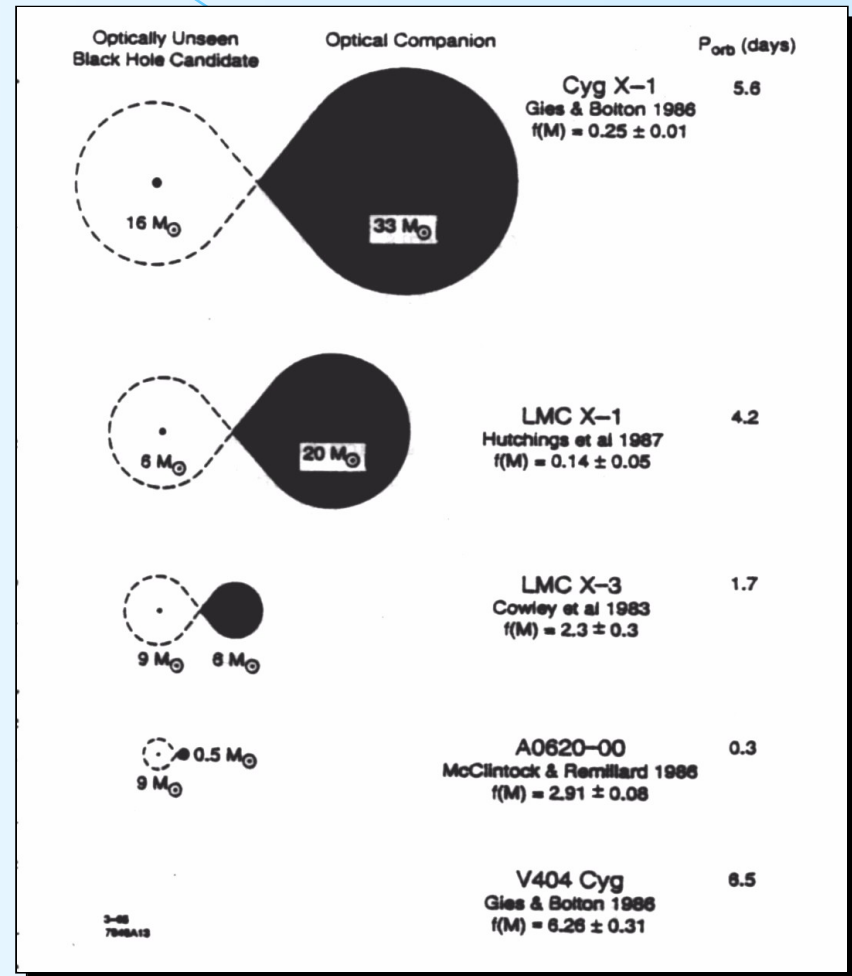 Optically Unseen
Black Hole Candidate
Optical Companion
P_orb (days)
Cyg X–1
Gies & Bolton 1986
f(M) = 0.25 ± 0.01
5.6
16 M☉
33 M☉
LMC X–1
Hutchings et al 1987
f(M) = 0.14 ± 0.05
4.2
6 M☉
20 M☉
LMC X–3
Cowley et al 1983
f(M) = 2.3 ± 0.3
1.7
9 M☉
6 M☉
A0620–00
McClintock & Remillard 1986
f(M) = 2.91 ± 0.08
0.3
0.5 M☉
9 M☉
V404 Cyg
Gies & Bolton 1986
f(M) = 6.26 ± 0.31
6.5